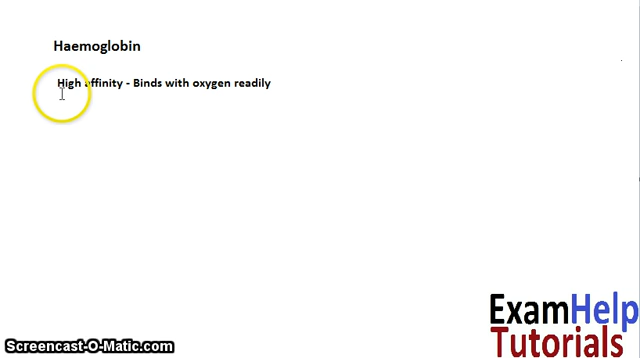 Haemoglobin
High affinity - Binds with oxygen readily
ExamHelp
Tutorials
Screencast-O-Matic.com